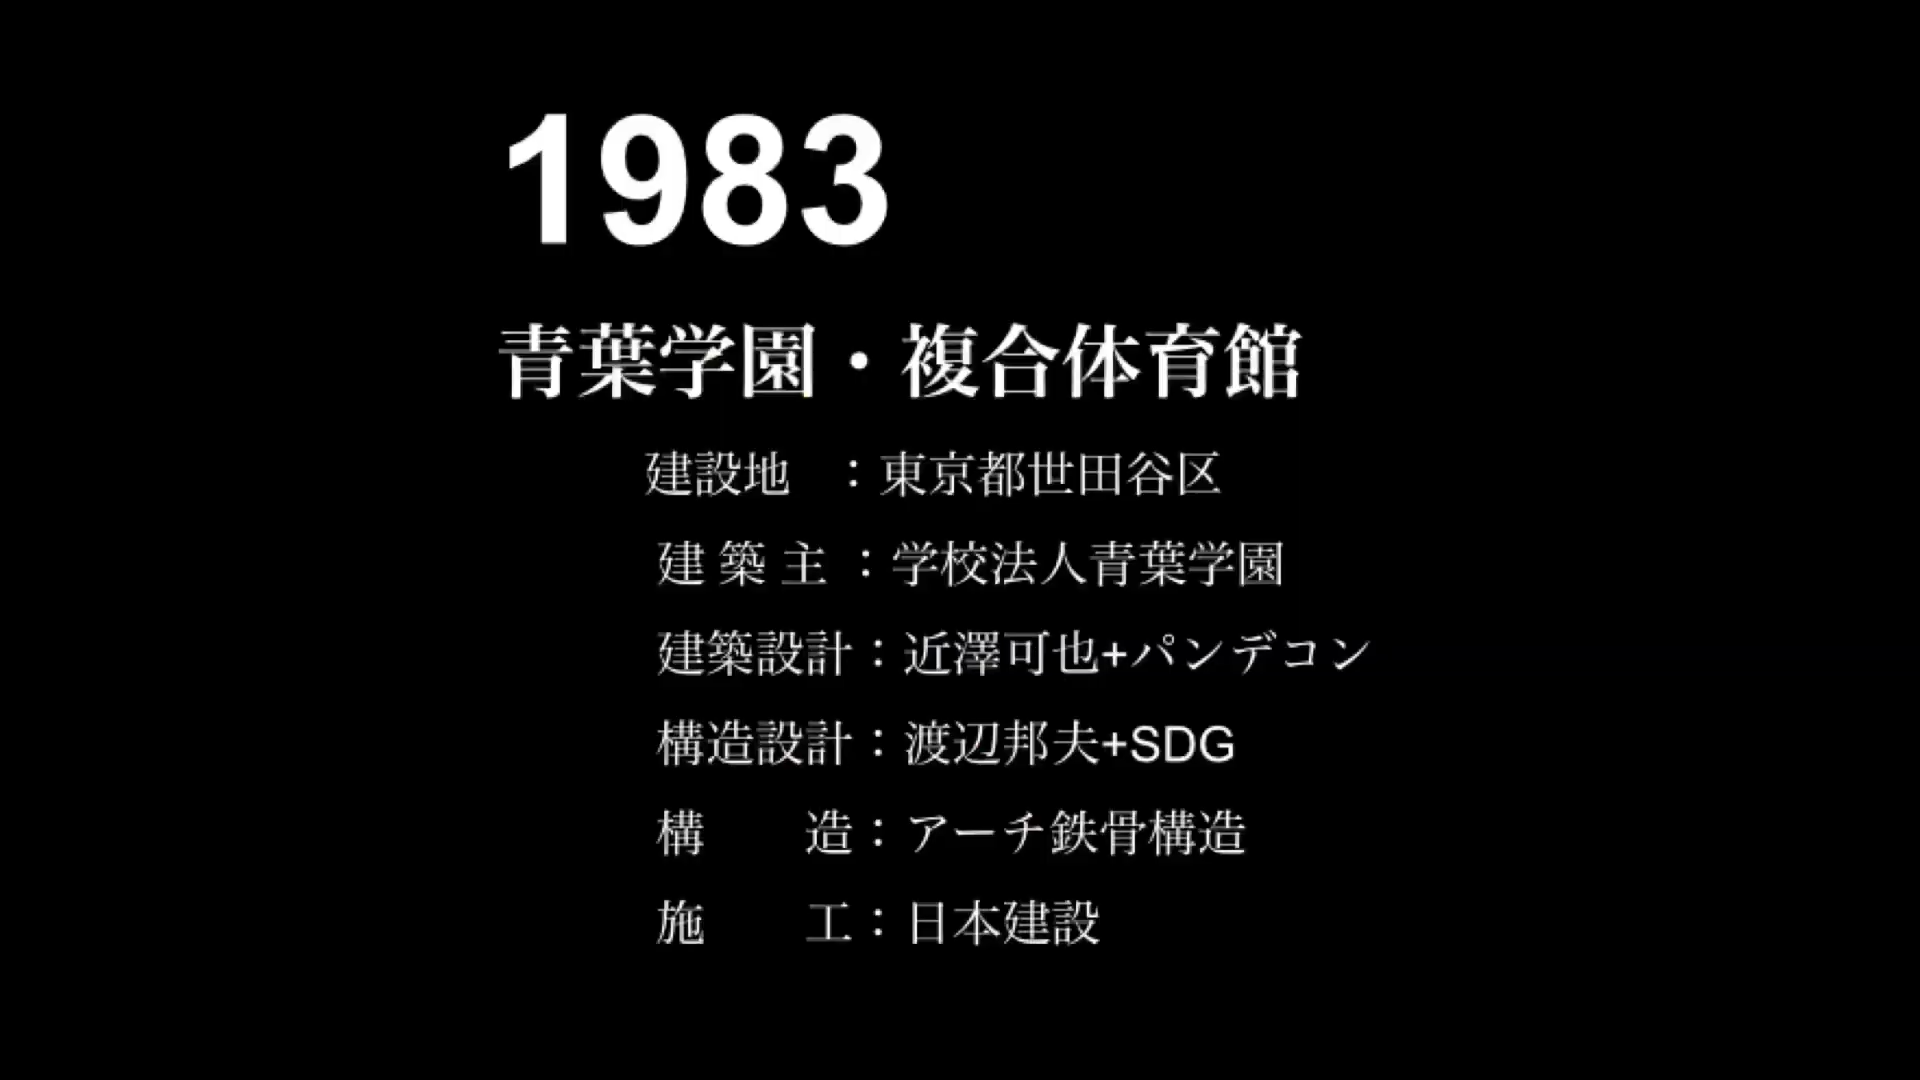 1983
青葉学園・複合体育館
建設地　：東京都世田谷区
建 築 主 ：学校法人青葉学園
建築設計：近澤可也+パンデコン
構造設計：渡辺邦夫+SDG
構　　造：アーチ鉄骨構造
施　　工：日本建設